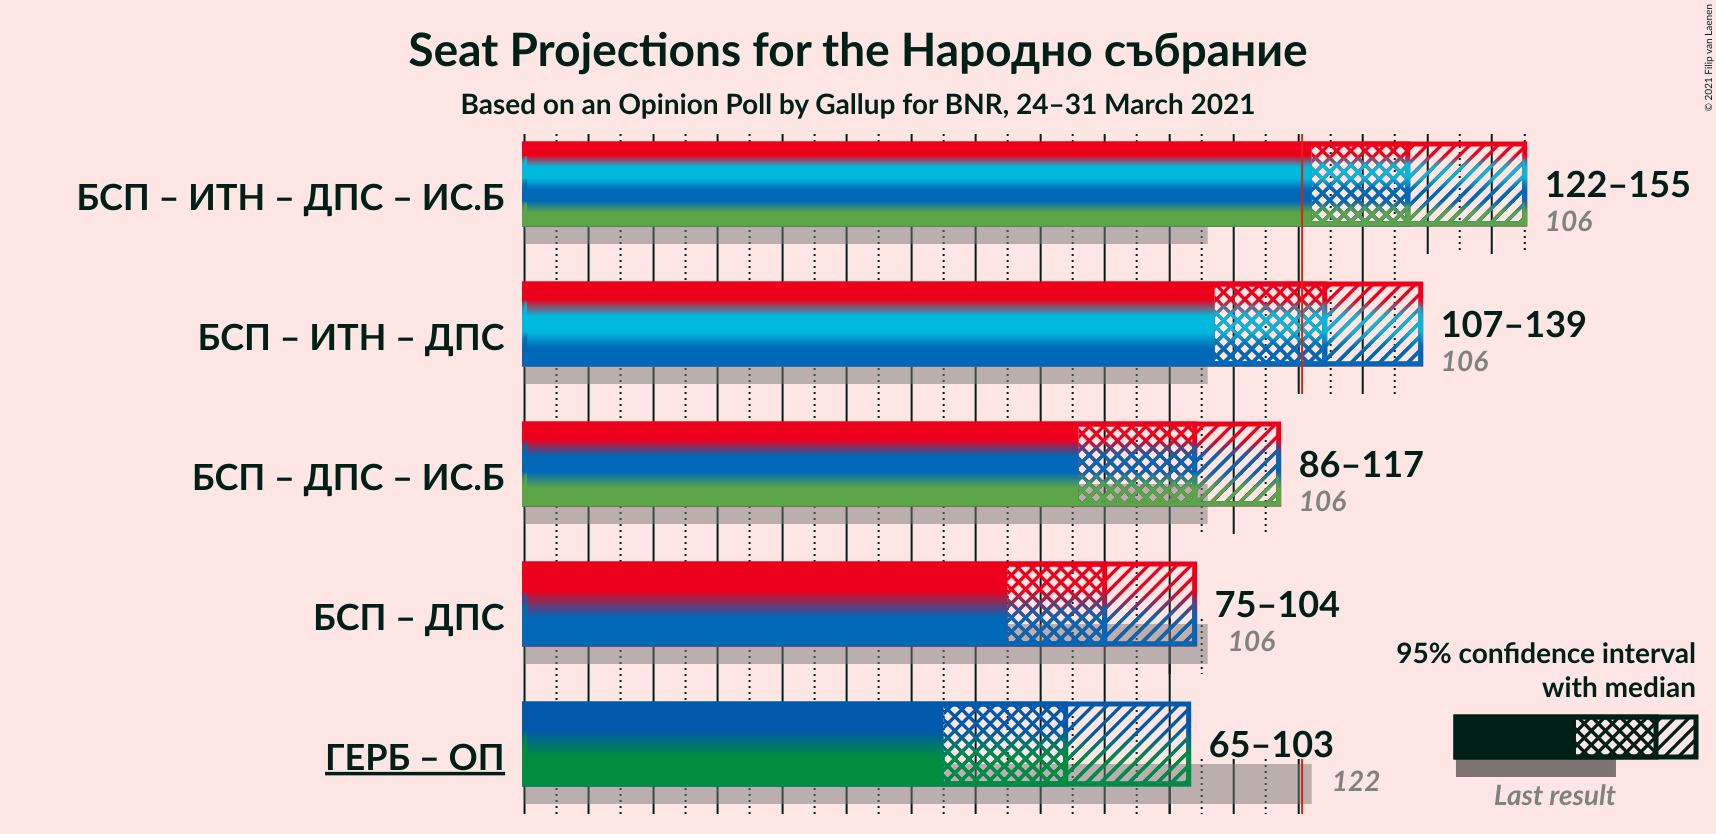 Seat Projections for the Народно събрание
Based on an Opinion Poll by Gallup for BNR, 24–31 March 2021
© 2021 Filip van Laenen
БСП – ИТН – ДПС – ИС.Б
122–155
106
БСП – ИТН – ДПС
107–139
106
БСП – ДПС – ИС.Б
86–117
106
БСП – ДПС
75–104
106
ГЕРБ – ОП
65–103
122
95% confidence interval
with median
Last result